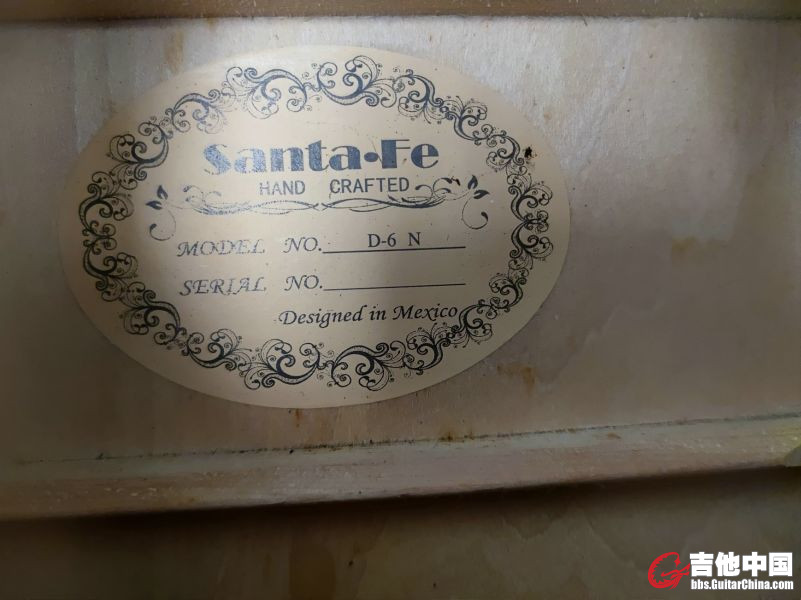 Santa•Fe
HAND CRAFTED
MODEL NO. D-6 N
SERIAL NO.
Designed in Mexico
吉他中国
bbs.GuitarChina.com